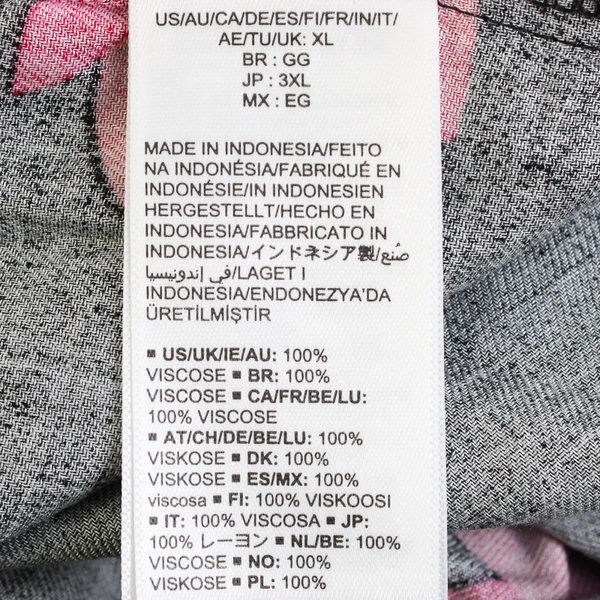 US/AU/CA/DE/ES/FI/FR/IN/IT/
AE/TU/UK: XL
BR : GG
JP : 3XL
MX : EG
MADE IN INDONESIA/FEITO
NA INDONÉSIA/FABRIQUÉ EN
INDONÉSIE/IN INDONESIEN
HERGESTELLT/HECHO EN
INDONESIA/FABBRICATO IN
INDONESIA/インドネシア製/صُنع
في إندونيسيا/LAGET I
INDONESIA/ENDONEZYA'DA
ÜRETİLMİŞTİR
▪ US/UK/IE/AU: 100%
VISCOSE ▪ BR: 100%
VISCOSE ▪ CA/FR/BE/LU:
100% VISCOSE
▪ AT/CH/DE/BE/LU: 100%
VISKOSE ▪ DK: 100%
VISKOSE ▪ ES/MX: 100%
viscosa ▪ FI: 100% VISKOOSI
▪ IT: 100% VISCOSA ▪ JP:
100% レーヨン ▪ NL/BE: 100%
VISCOSE ▪ NO: 100%
VISKOSE ▪ PL: 100%